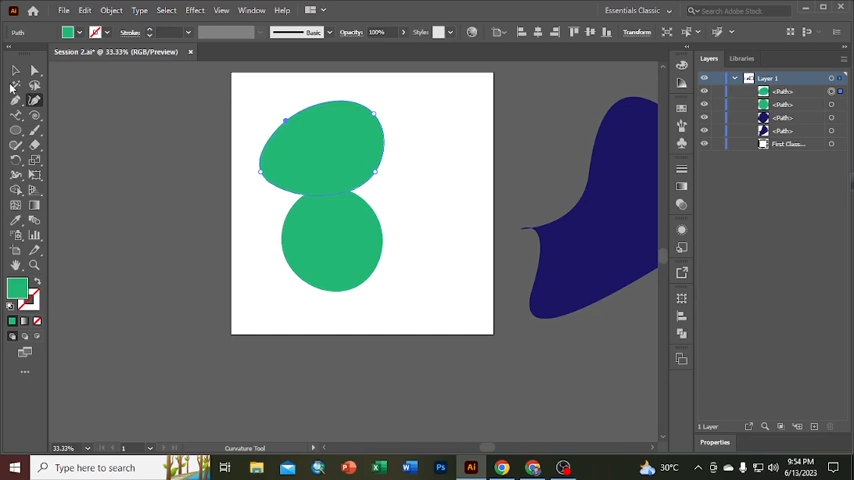 Ai File Edit Object Type Select Effect View Window Help Essentials Classic Search Adobe Stock
Path Stroke: Basic Opacity: 100% Style: Transform
Session 2.ai* @ 33.33% (RGB/Preview)
Layers Libraries
Layer 1
<Path>
<Path>
<Path>
<Path>
First Class...
1 Layer
Properties
33.33% 1 Curvature Tool
Type here to search 30°C 9:54 PM
6/13/2023